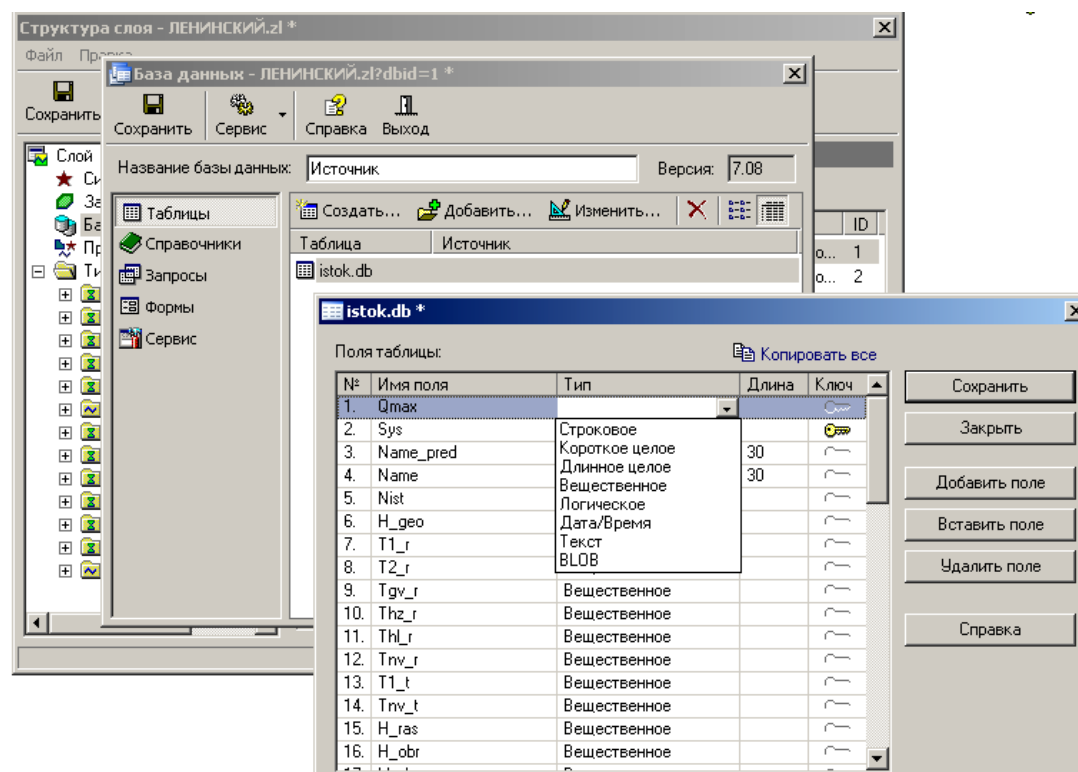 Структура слоя - ЛЕНИНСКИЙ.zl *
Файл Правка
Сохранить
Слой
База данных - ЛЕНИНСКИЙ.zl?dbid=1 *
Сохранить Сервис Справка Выход
Название базы данных: Источник Версия: 7.08
Таблицы
Справочники
Запросы
Формы
Сервис
Создать... Добавить... Изменить...
Таблица Источник
istok.db
ID
о... 1
о... 2
istok.db *
Поля таблицы: Копировать все
№ Имя поля Тип Длина Ключ
1. Qmax
2. Sys
3. Name_pred 30
4. Name 30
5. Nist
6. H_geo
7. T1_r
8. T2_r
Строковое
Короткое целое
Длинное целое
Вещественное
Логическое
Дата/Время
Текст
BLOB
9. Tgv_r Вещественное
10. Thz_r Вещественное
11. Thl_r Вещественное
12. Tnv_r Вещественное
13. T1_t Вещественное
14. Tnv_t Вещественное
15. H_ras Вещественное
16. H_obr Вещественное
Сохранить
Закрыть
Добавить поле
Вставить поле
Удалить поле
Справка